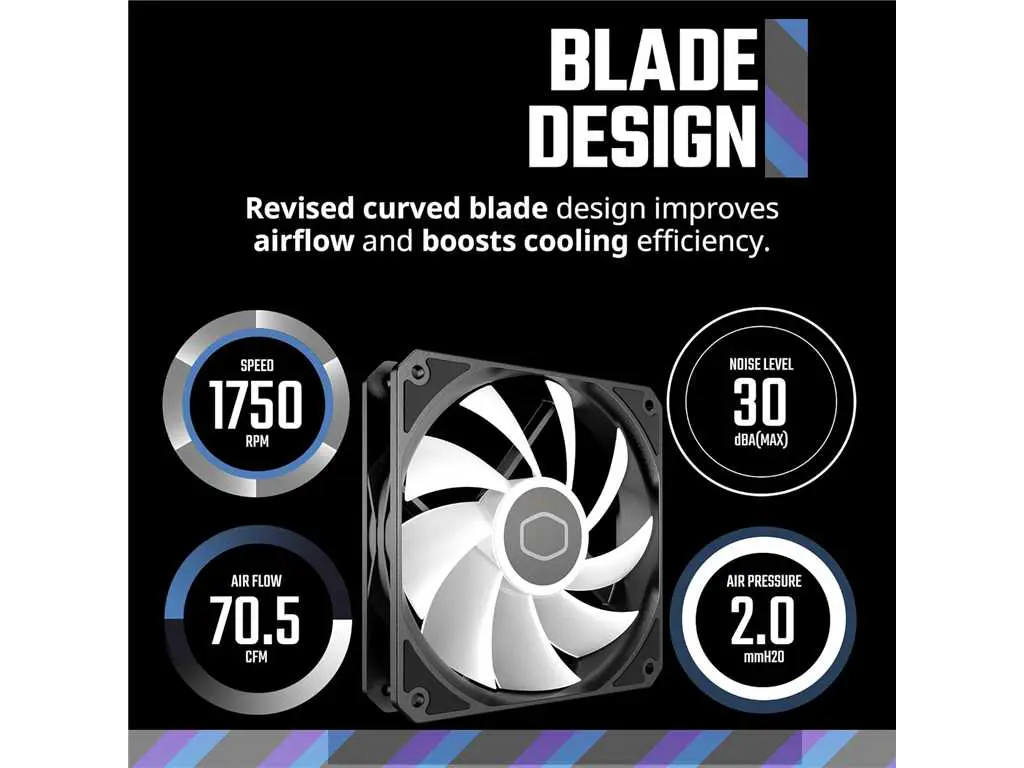 BLADE
DESIGN
Revised curved blade design improves
airflow and boosts cooling efficiency.
SPEED
1750
RPM
NOISE LEVEL
30
dBA(MAX)
AIR FLOW
70.5
CFM
AIR PRESSURE
2.0
mmH2O